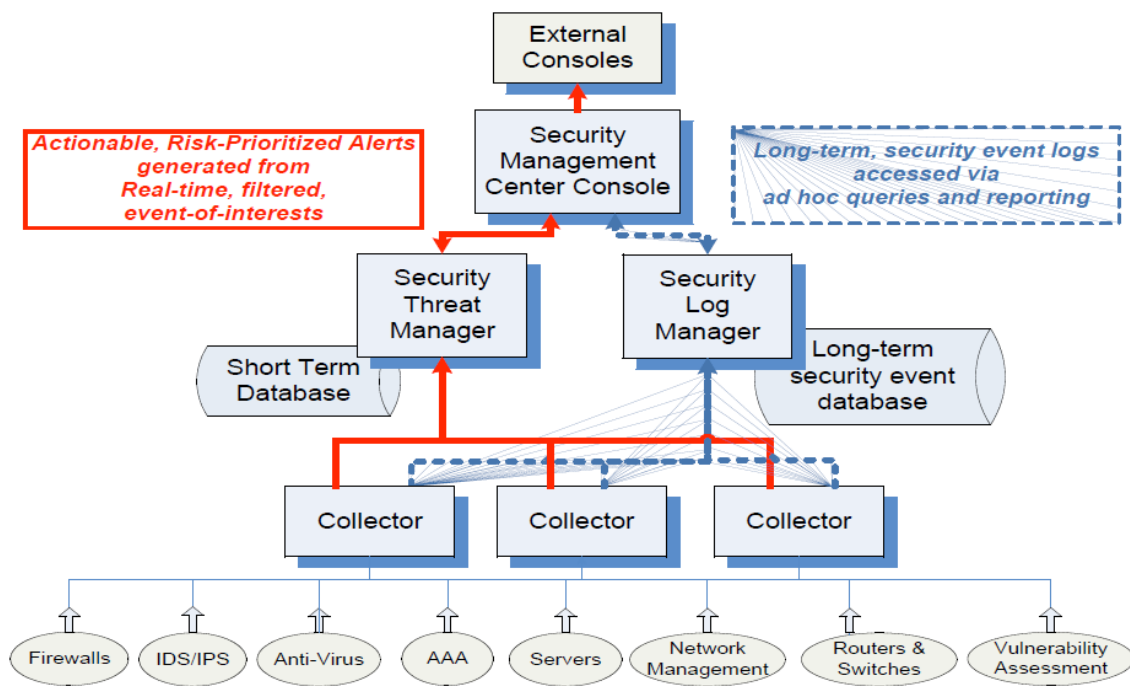 External
Consoles
Actionable, Risk-Prioritized Alerts
generated from
Real-time, filtered,
event-of-interests
Security
Management
Center Console
Long-term, security event logs
accessed via
ad hoc queries and reporting
Security
Threat
Manager
Security
Log
Manager
Short Term
Database
Long-term
security event
database
Collector
Collector
Collector
Firewalls
IDS/IPS
Anti-Virus
AAA
Servers
Network
Management
Routers &
Switches
Vulnerability
Assessment